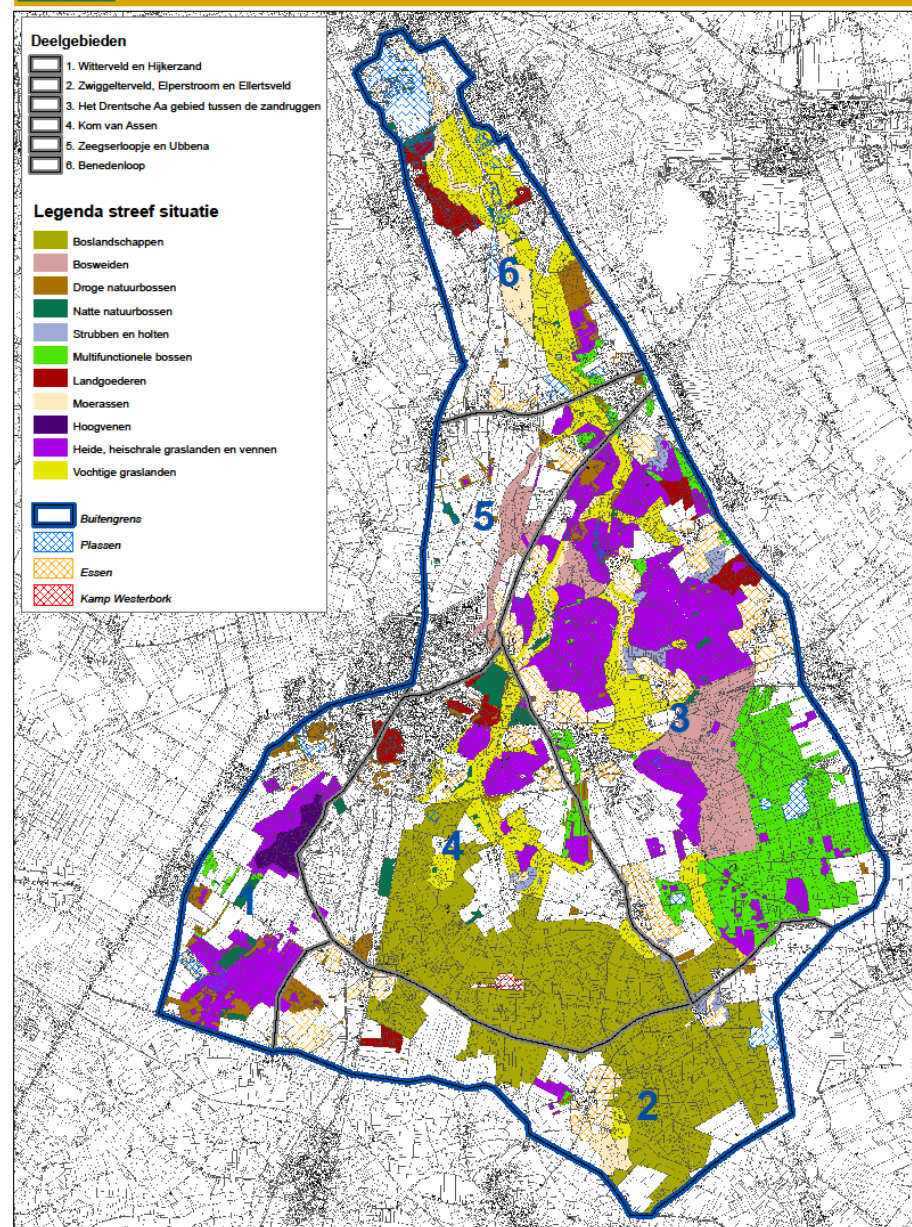 Deelgebieden
1. Witterveld en Hijkerzand
2. Zwiggelterveld, Elperstroom en Ellertsveld
3. Het Drentsche Aa gebied tussen de zandruggen
4. Kom van Assen
5. Zeegserloopje en Ubbena
6. Benedenloop
Legenda streef situatie
Boslandschappen
Bosweiden
Droge natuurbossen
Natte natuurbossen
Strubben en holten
Multifunctionele bossen
Landgoederen
Moerassen
Hoogvenen
Heide, heischrale graslanden en vennen
Vochtige graslanden
Buitengrens
Plassen
Essen
Kamp Westerbork
6
5
3
4
1
2